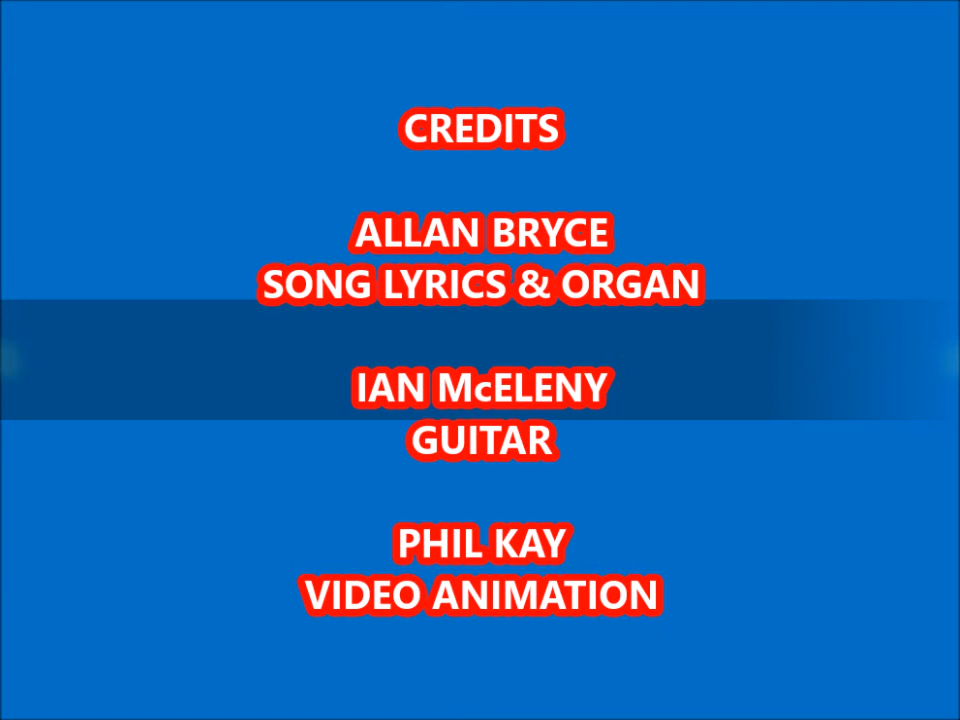 CREDITS
ALLAN BRYCE
SONG LYRICS & ORGAN
IAN McELENY
GUITAR
PHIL KAY
VIDEO ANIMATION